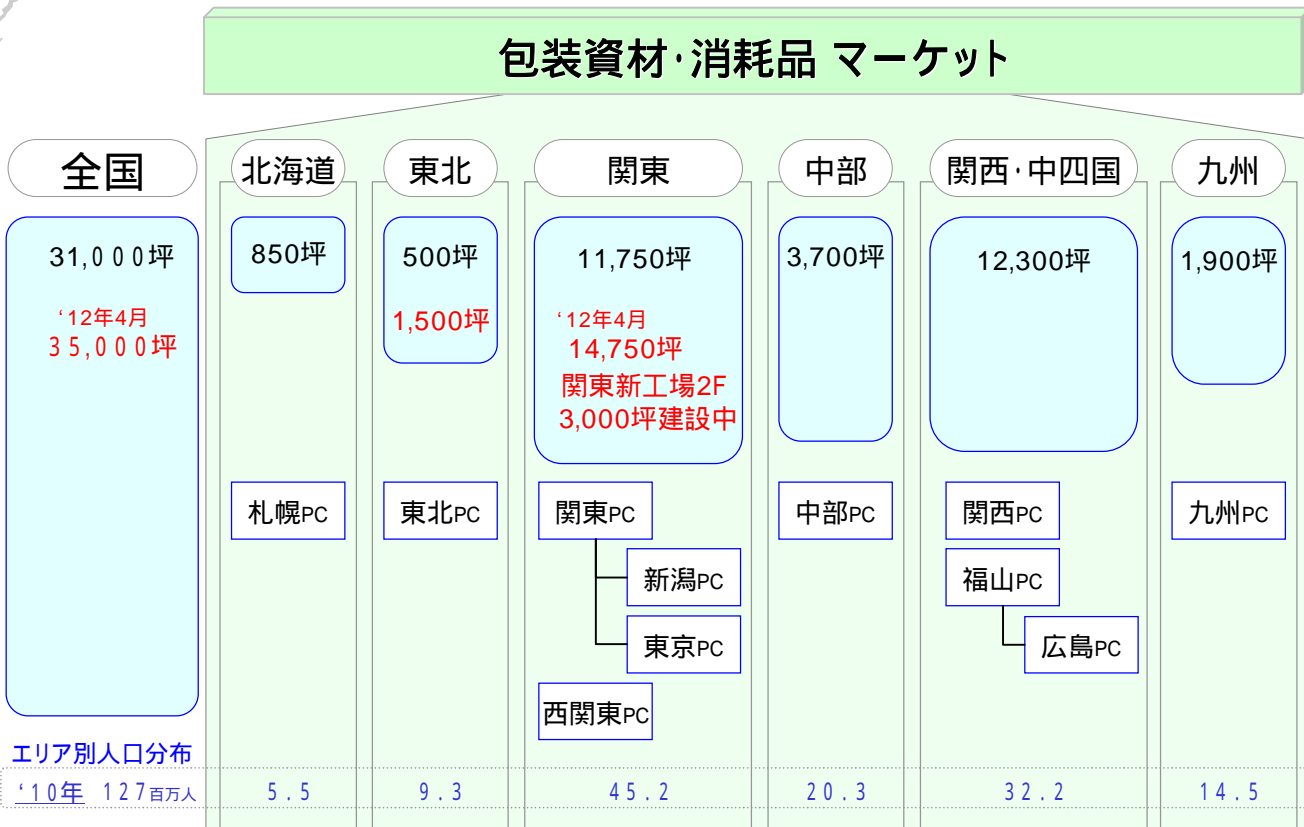 包装資材･消耗品 マーケット
全国
北海道
東北
関東
中部
関西･中四国
九州
31,000坪
‘12年4月
35,000坪
850坪
500坪
1,500坪
11,750坪
‘12年4月
14,750坪
関東新工場2F
3,000坪建設中
3,700坪
12,300坪
1,900坪
札幌PC
東北PC
関東PC
新潟PC
東京PC
西関東PC
中部PC
関西PC
福山PC
広島PC
九州PC
エリア別人口分布
‘10年 127百万人 5.5 9.3 45.2 20.3 32.2 14.5